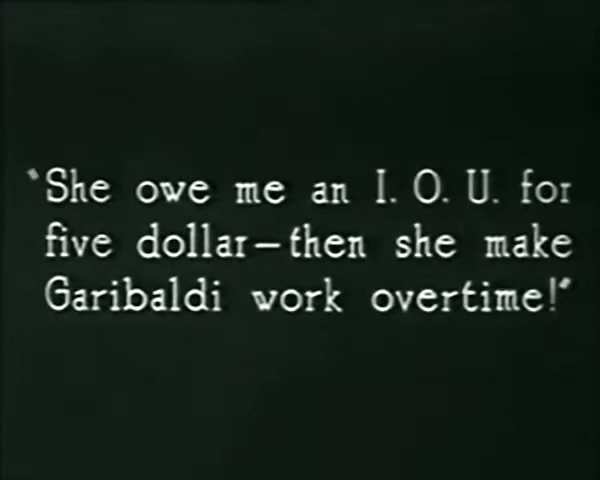 "She owe me an I. O. U. for
five dollar—then she make
Garibaldi work overtime!"